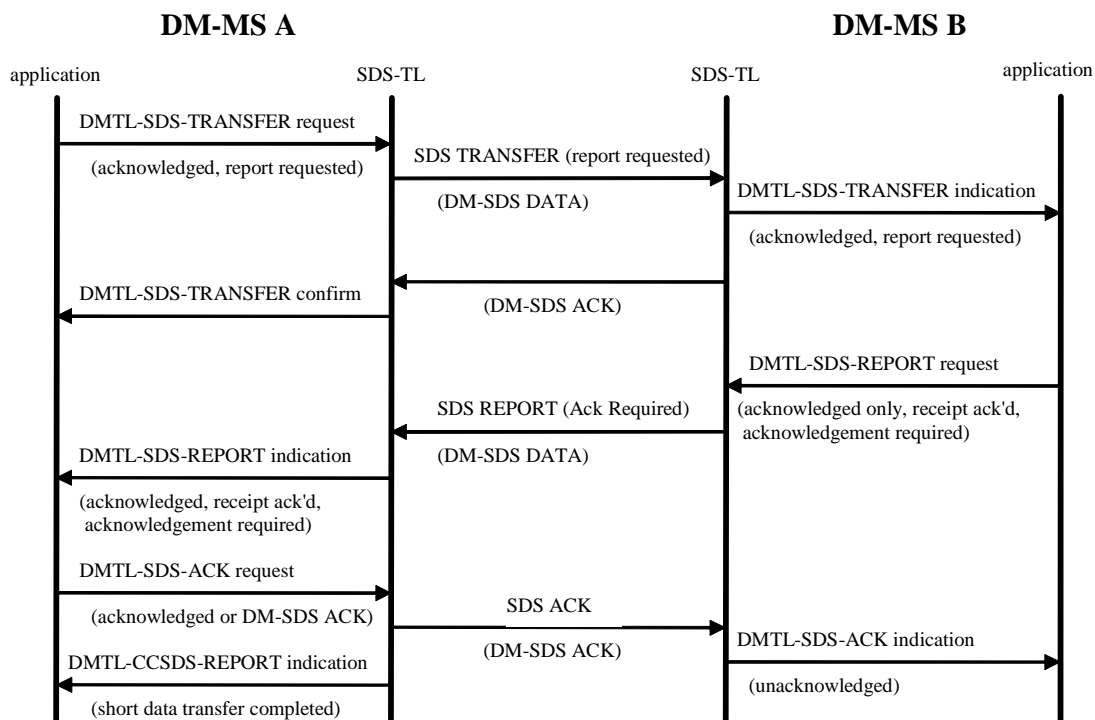 DM-MS A
DM-MS B
application
SDS-TL
SDS-TL
application
DMTL-SDS-TRANSFER request
(acknowledged, report requested)
SDS TRANSFER (report requested)
(DM-SDS DATA)
DMTL-SDS-TRANSFER indication
(acknowledged, report requested)
DMTL-SDS-TRANSFER confirm
(DM-SDS ACK)
DMTL-SDS-REPORT request
(acknowledged only, receipt ack'd,
acknowledgement required)
SDS REPORT (Ack Required)
(DM-SDS DATA)
DMTL-SDS-REPORT indication
(acknowledged, receipt ack'd,
acknowledgement required)
DMTL-SDS-ACK request
(acknowledged or DM-SDS ACK)
SDS ACK
(DM-SDS ACK)
DMTL-SDS-ACK indication
(unacknowledged)
DMTL-CCSDS-REPORT indication
(short data transfer completed)